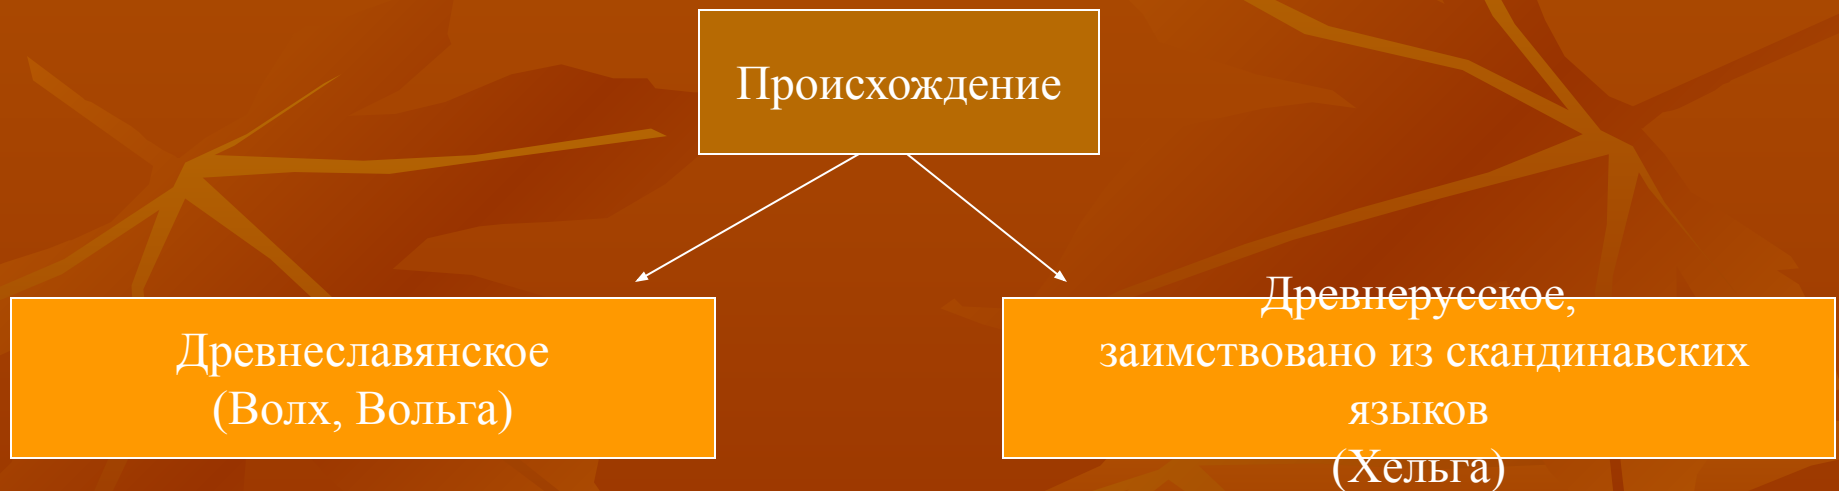 Происхождение
Древнеславянское
(Волх, Вольга)
Древнерусское,
заимствовано из скандинавских
языков
(Хельга)